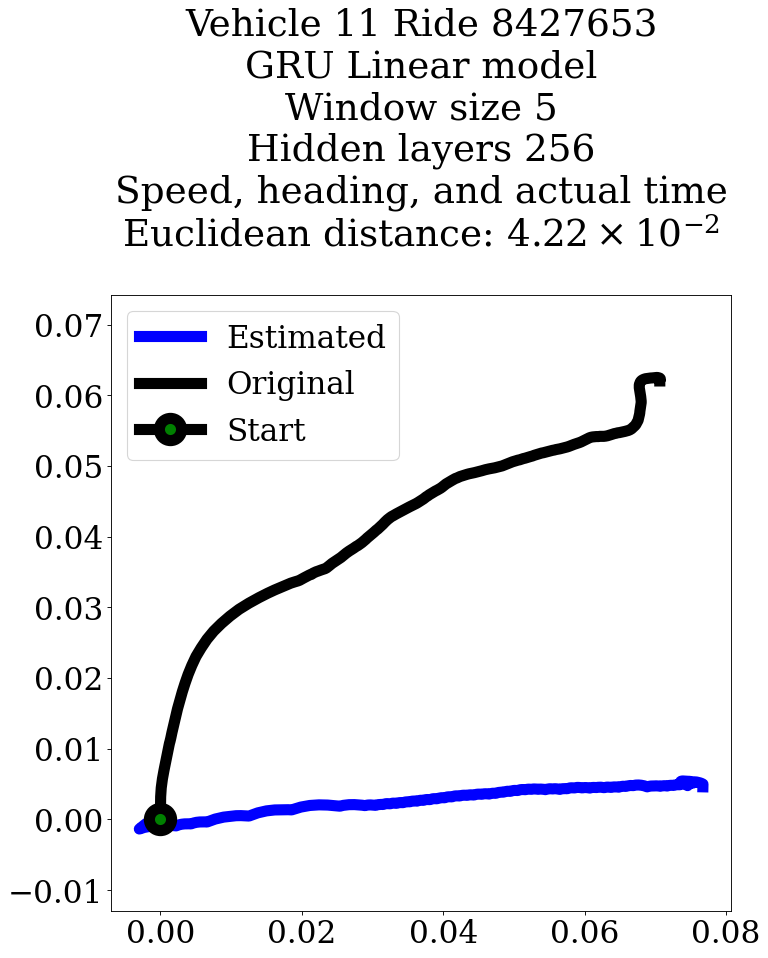 Vehicle 11 Ride 8427653
GRU Linear model
Window size 5
Hidden layers 256
Speed, heading, and actual time
Euclidean distance: 4.22 × 10⁻²
Estimated
Original
Start
0.07
0.06
0.05
0.04
0.03
0.02
0.01
0.00
−0.01
0.00 0.02 0.04 0.06 0.08